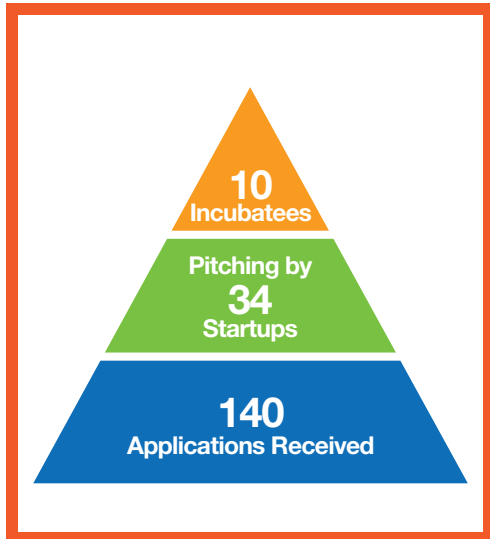 10
Incubatees
Pitching by
34
Startups
140
Applications Received